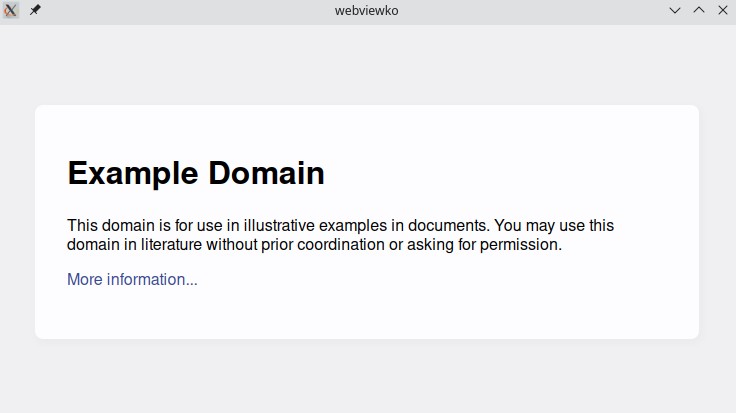 webviewko
Example Domain
This domain is for use in illustrative examples in documents. You may use this
domain in literature without prior coordination or asking for permission.
More information...